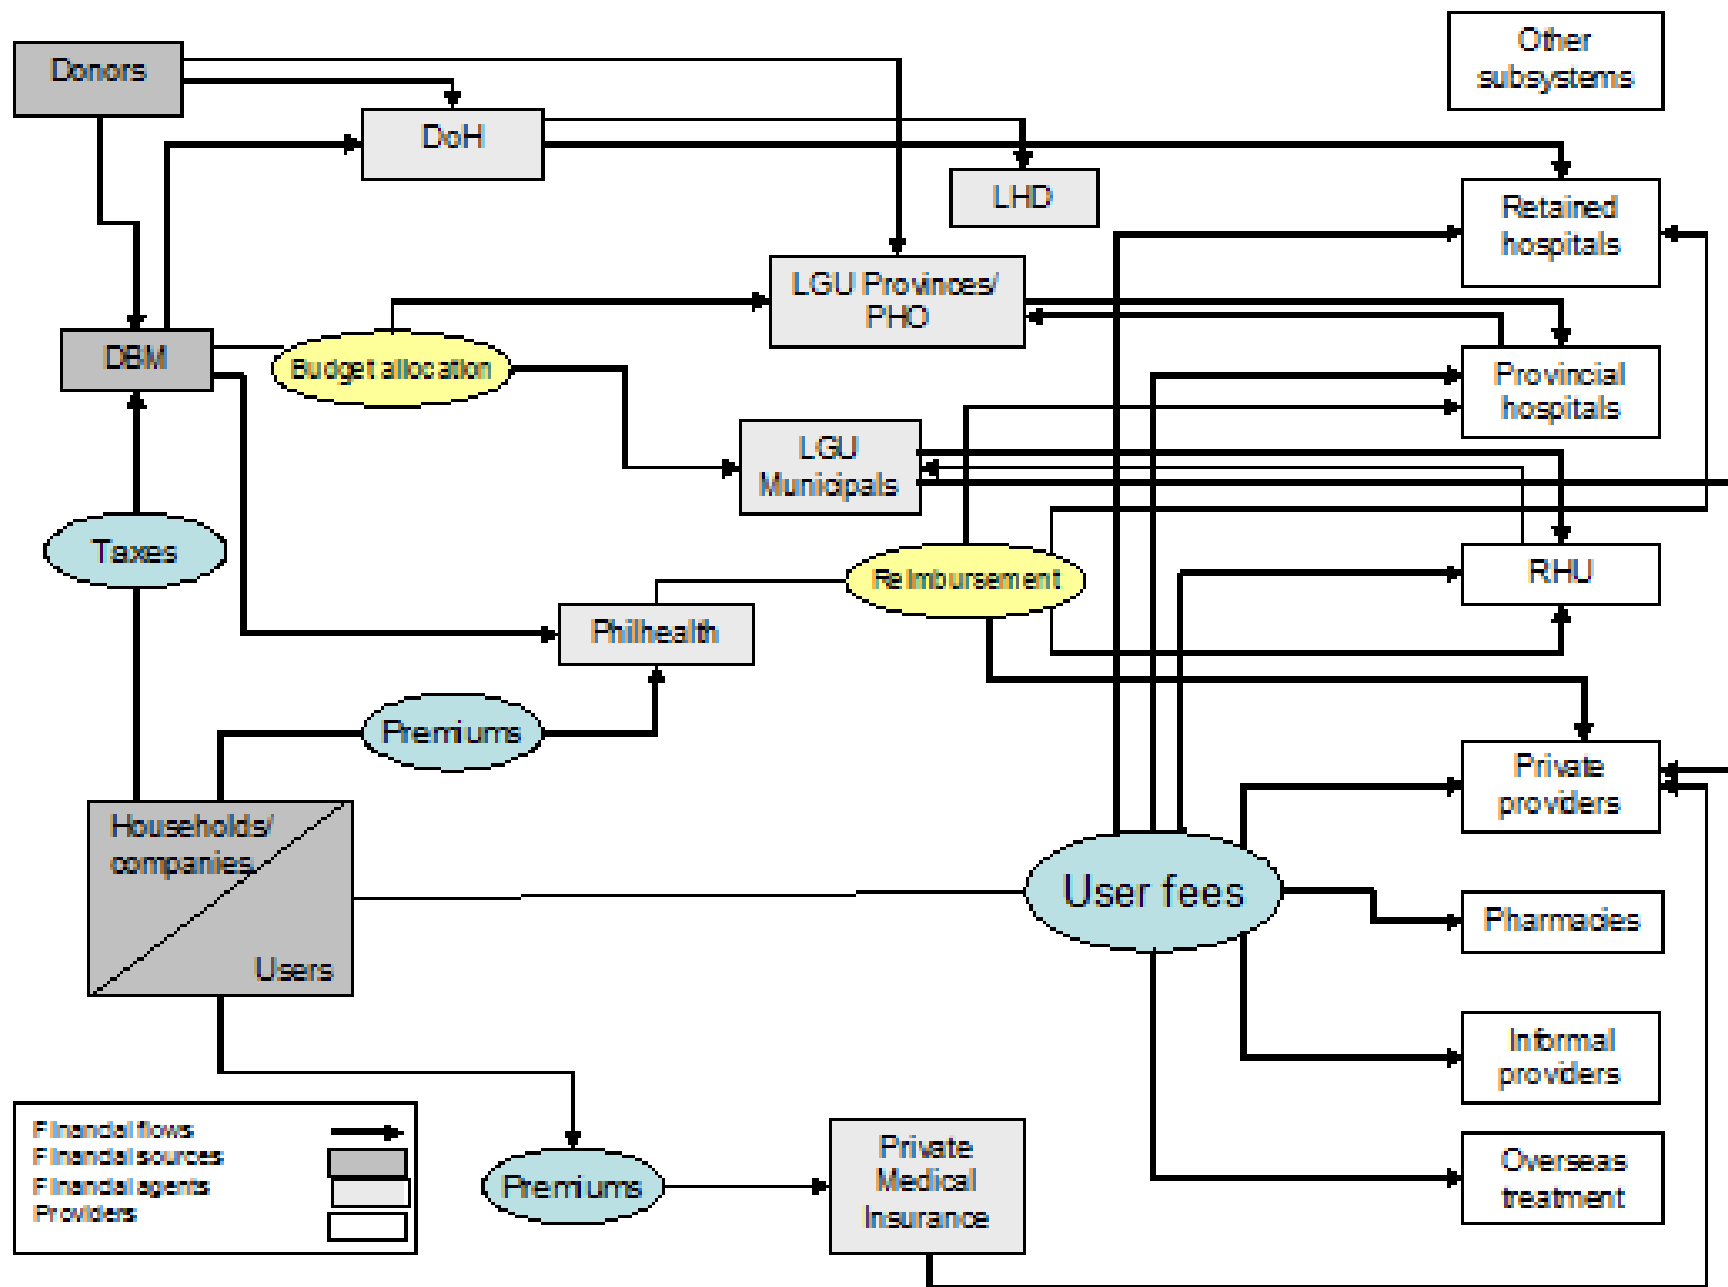 Other
subsystems
Donors
DoH
LHD
Retained
hospitals
LGU Provinces/
PHO
DBM
Budget allocation
Provincial
hospitals
LGU
Municipals
Taxes
Reimbursement
RHU
Philhealth
Premiums
Private
providers
Households/
companies
User fees
Pharmacies
Users
Informal
providers
Financial flows
Financial sources
Financial agents
Providers
Premiums
Private
Medical
Insurance
Overseas
treatment